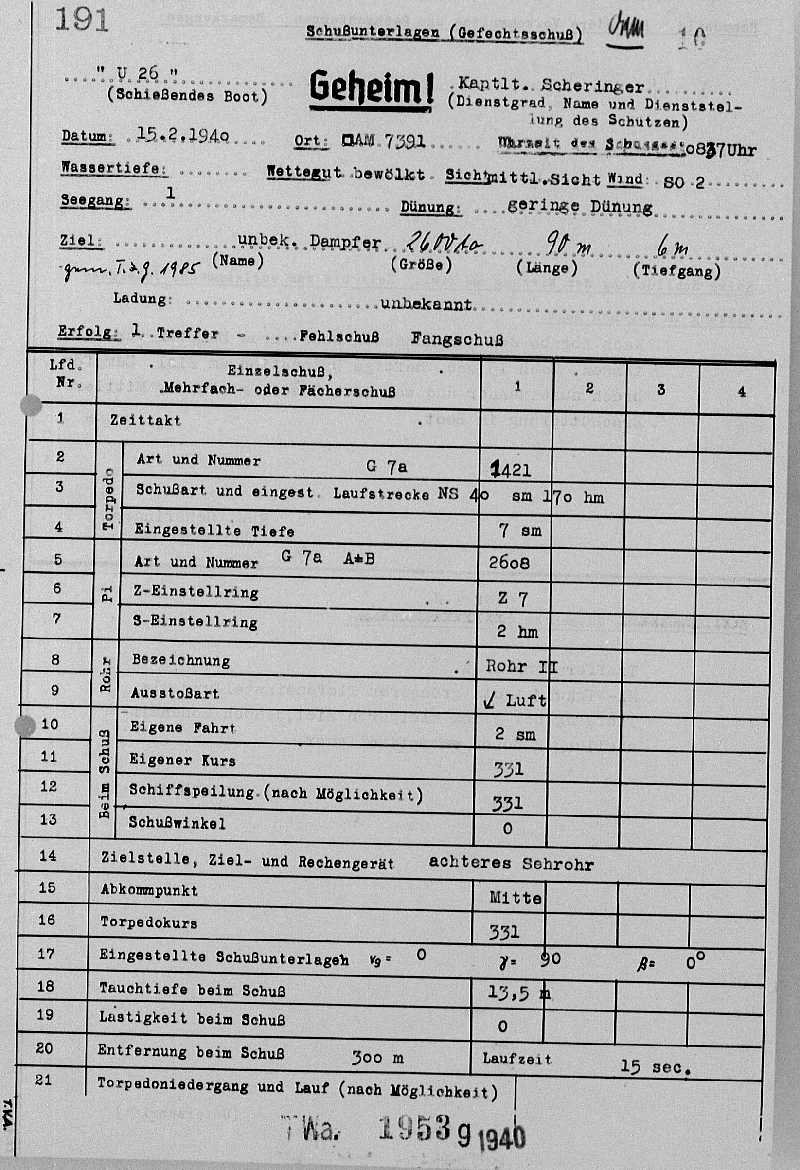 191
Schußunterlagen (Gefechtsschuß) 10
" U 26 " Geheim! Kaptlt. Scheringer
(Schießendes Boot) (Dienstgrad, Name und Dienststel-
lung des Schützen)
Datum: 15.2.1940 Ort: AM 7391 Uhrzeit des Schusses: 0837Uhr
Wassertiefe: Wettegut bewölkt Sichtmittl.Sicht Wind: SO 2
Seegang: 1 Dünung: geringe Dünung
Ziel: unbek. Dampfer 2600 to 90 m 6 m
gem. T.z.g. 1985 (Name) (Größe) (Länge) (Tiefgang)
Ladung: unbekannt
Erfolg: 1 Treffer - Fehlschuß Fangschuß
Lfd. Nr. Einzelschuß, Mehrfach- oder Fächerschuß 1 2 3 4
1 Zeittakt
Torpedo
2 Art und Nummer G 7a 1421
3 Schußart und eingest. Laufstrecke NS 40 sm 170 hm
4 Eingestellte Tiefe 7 sm
Pi
5 Art und Nummer G 7a A*B 2608
6 Z-Einstellring Z 7
7 S-Einstellring 2 hm
Rohr
8 Bezeichnung Rohr II
9 Ausstoßart Luft
Beim Schuß
10 Eigene Fahrt 2 sm
11 Eigener Kurs 331
12 Schiffspeilung (nach Möglichkeit) 331
13 Schußwinkel 0
14 Zielstelle, Ziel- und Rechengerät achteres Sehrohr
15 Abkommpunkt Mitte
16 Torpedokurs 331
17 Eingestellte Schußunterlagen vg = 0 γ= 90 β= 0°
18 Tauchtiefe beim Schuß 13,5 m
19 Lastigkeit beim Schuß 0
20 Entfernung beim Schuß 300 m Laufzeit 15 sec.
21 Torpedoniedergang und Lauf (nach Möglichkeit)
TWa. 1953 g 1940
T.KA.